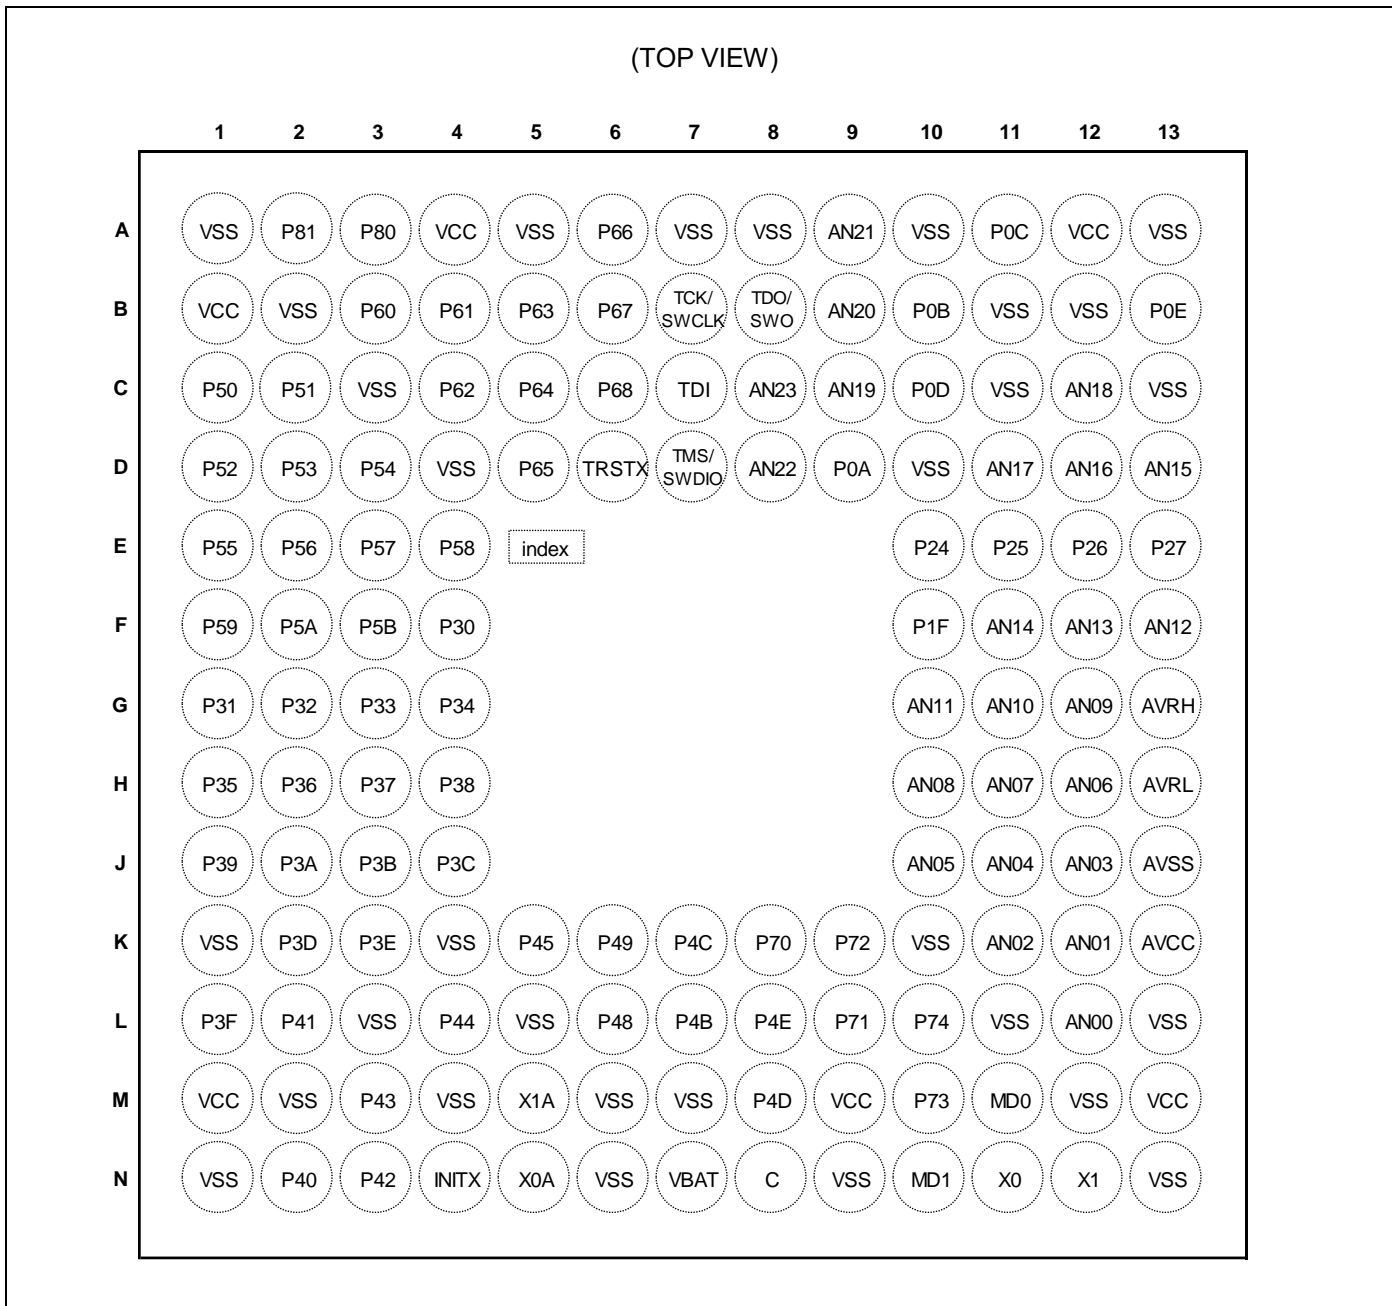 (TOP VIEW)
1 2 3 4 5 6 7 8 9 10 11 12 13
A VSS P81 P80 VCC VSS P66 VSS VSS AN21 VSS P0C VCC VSS
B VCC VSS P60 P61 P63 P67 TCK/ SWCLK TDO/ SWO AN20 P0B VSS VSS P0E
C P50 P51 VSS P62 P64 P68 TDI AN23 AN19 P0D VSS AN18 VSS
D P52 P53 P54 VSS P65 TRSTX TMS/ SWDIO AN22 P0A VSS AN17 AN16 AN15
E P55 P56 P57 P58 index P24 P25 P26 P27
F P59 P5A P5B P30 P1F AN14 AN13 AN12
G P31 P32 P33 P34 AN11 AN10 AN09 AVRH
H P35 P36 P37 P38 AN08 AN07 AN06 AVRL
J P39 P3A P3B P3C AN05 AN04 AN03 AVSS
K VSS P3D P3E VSS P45 P49 P4C P70 P72 VSS AN02 AN01 AVCC
L P3F P41 VSS P44 VSS P48 P4B P4E P71 P74 VSS AN00 VSS
M VCC VSS P43 VSS X1A VSS VSS P4D VCC P73 MD0 VSS VCC
N VSS P40 P42 INITX X0A VSS VBAT C VSS MD1 X0 X1 VSS